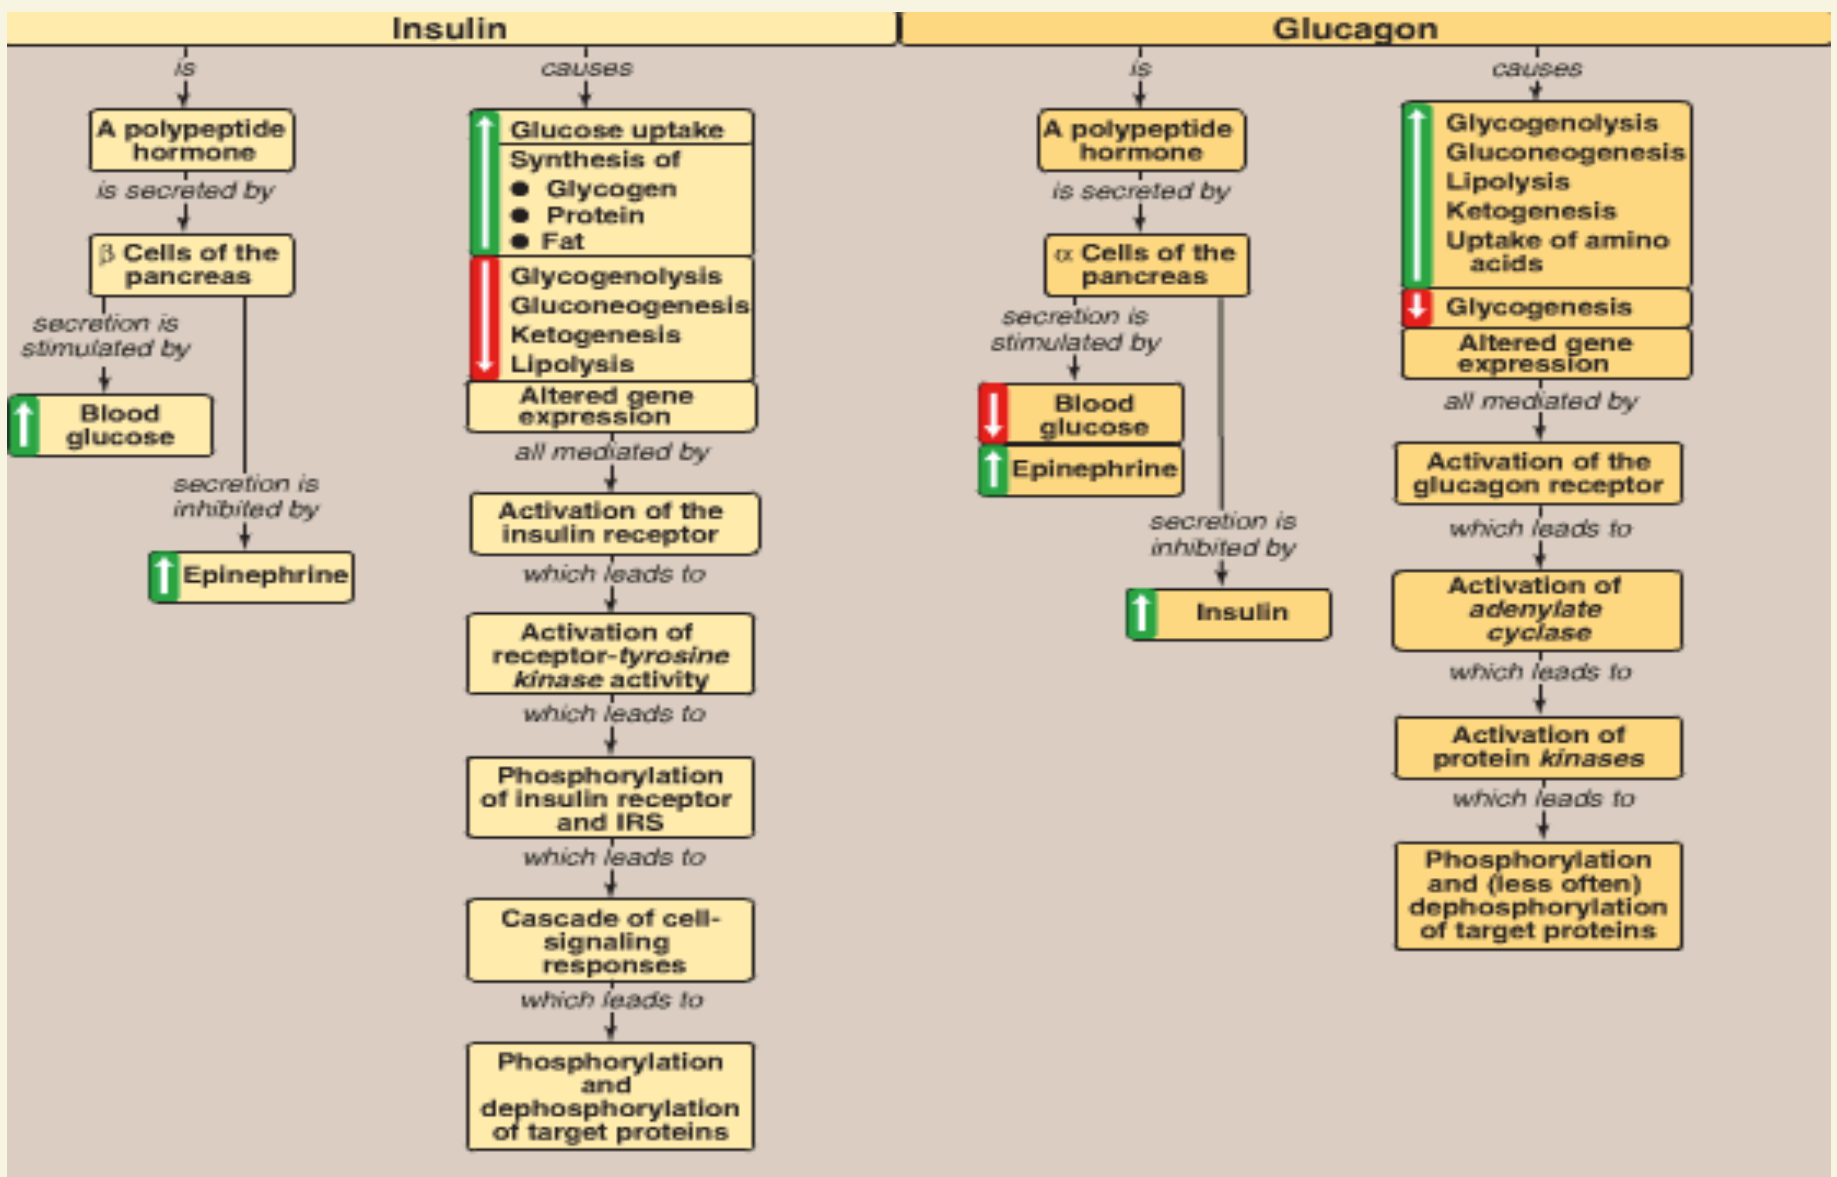 Insulin
is
A polypeptide
hormone
is secreted by
β Cells of the
pancreas
secretion is
stimulated by
Blood
glucose
secretion is
inhibited by
Epinephrine
causes
Glucose uptake
Synthesis of
● Glycogen
● Protein
● Fat
Glycogenolysis
Gluconeogenesis
Ketogenesis
Lipolysis
Altered gene
expression
all mediated by
Activation of the
insulin receptor
which leads to
Activation of
receptor-tyrosine
kinase activity
which leads to
Phosphorylation
of insulin receptor
and IRS
which leads to
Cascade of cell-
signaling
responses
which leads to
Phosphorylation
and
dephosphorylation
of target proteins
Glucagon
is
A polypeptide
hormone
is secreted by
α Cells of the
pancreas
secretion is
stimulated by
Blood
glucose
Epinephrine
secretion is
inhibited by
Insulin
causes
Glycogenolysis
Gluconeogenesis
Lipolysis
Ketogenesis
Uptake of amino
acids
Glycogenesis
Altered gene
expression
all mediated by
Activation of the
glucagon receptor
which leads to
Activation of
adenylate
cyclase
which leads to
Activation of
protein kinases
which leads to
Phosphorylation
and (less often)
dephosphorylation
of target proteins